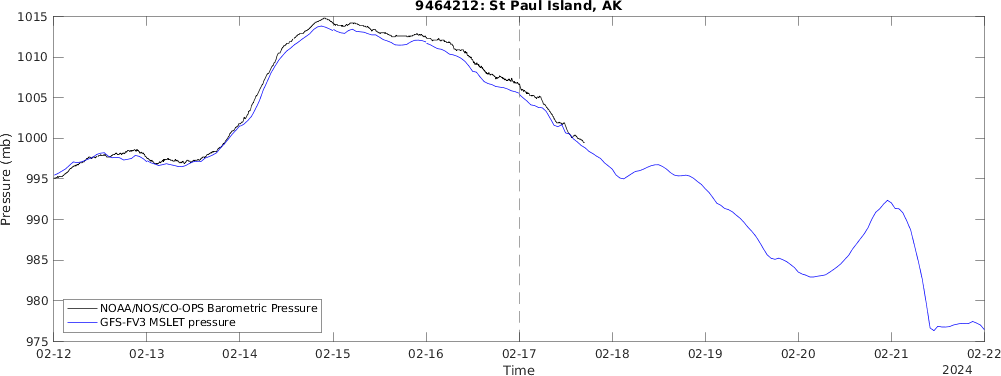 9464212: St Paul Island, AK
1015
1010
1005
1000
995
990
985
980
975
Pressure (mb)
NOAA/NOS/CO-OPS Barometric Pressure
GFS-FV3 MSLET pressure
02-12 02-13 02-14 02-15 02-16 02-17 02-18 02-19 02-20 02-21 02-22
Time
2024